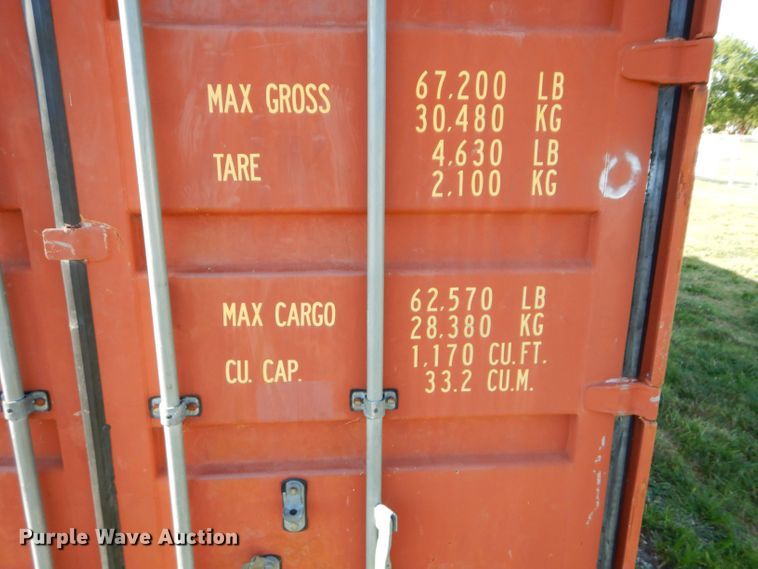 MAX GROSS 67,200 LB
30,480 KG
TARE 4,630 LB
2,100 KG
MAX CARGO 62,570 LB
28,380 KG
CU. CAP. 1,170 CU.FT.
33.2 CU.M.
Purple Wave Auction